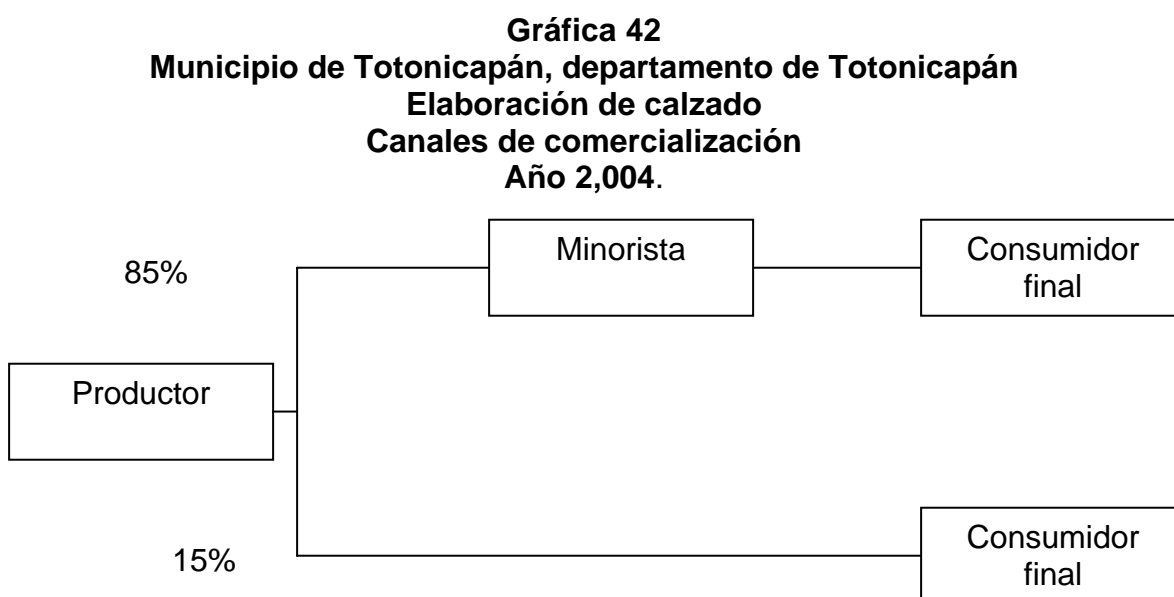 Gráfica 42
Municipio de Totonicapán, departamento de Totonicapán
Elaboración de calzado
Canales de comercialización
Año 2,004.
85%
Minorista
Consumidor
final
Productor
15%
Consumidor
final